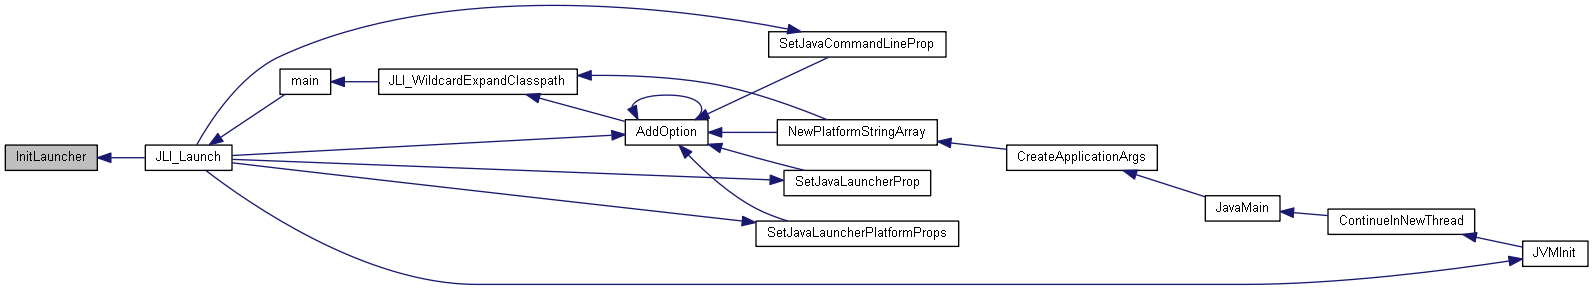 SetJavaCommandLineProp
main
JLI_WildcardExpandClasspath
AddOption
NewPlatformStringArray
InitLauncher
JLI_Launch
CreateApplicationArgs
SetJavaLauncherProp
JavaMain
ContinueInNewThread
SetJavaLauncherPlatformProps
JVMInit